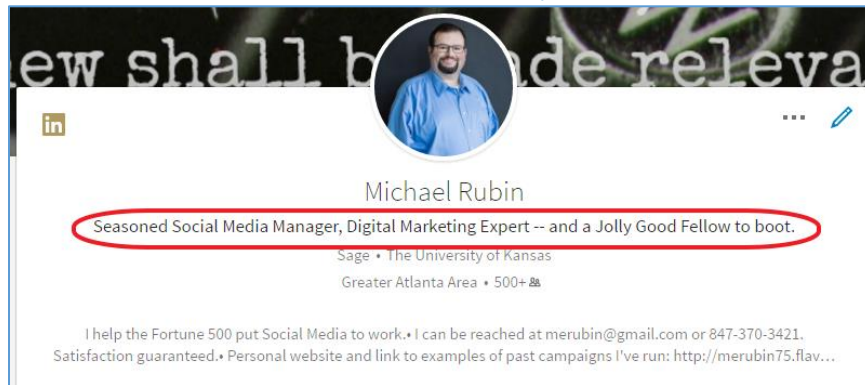 ew shall b ade releva
in
Michael Rubin
Seasoned Social Media Manager, Digital Marketing Expert -- and a Jolly Good Fellow to boot.
Sage • The University of Kansas
Greater Atlanta Area • 500+
I help the Fortune 500 put Social Media to work.• I can be reached at merubin@gmail.com or 847-370-3421.
Satisfaction guaranteed.• Personal website and link to examples of past campaigns I've run: http://merubin75.flav…